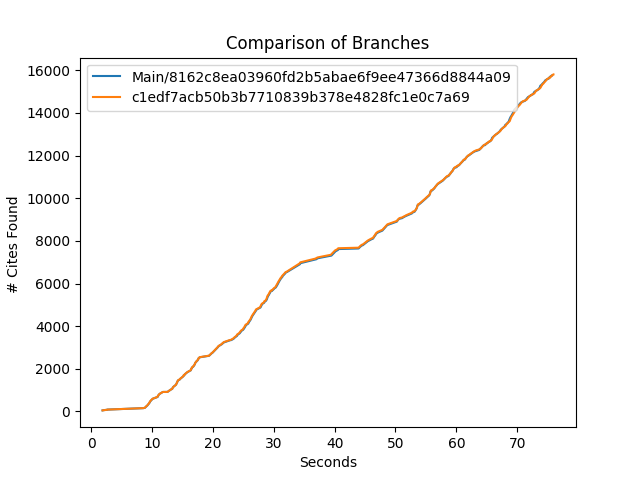 Comparison of Branches
Main/8162c8ea03960fd2b5abae6f9ee47366d8844a09
c1edf7acb50b3b7710839b378e4828fc1e0c7a69
# Cites Found
16000
14000
12000
10000
8000
6000
4000
2000
0
0 10 20 30 40 50 60 70
Seconds